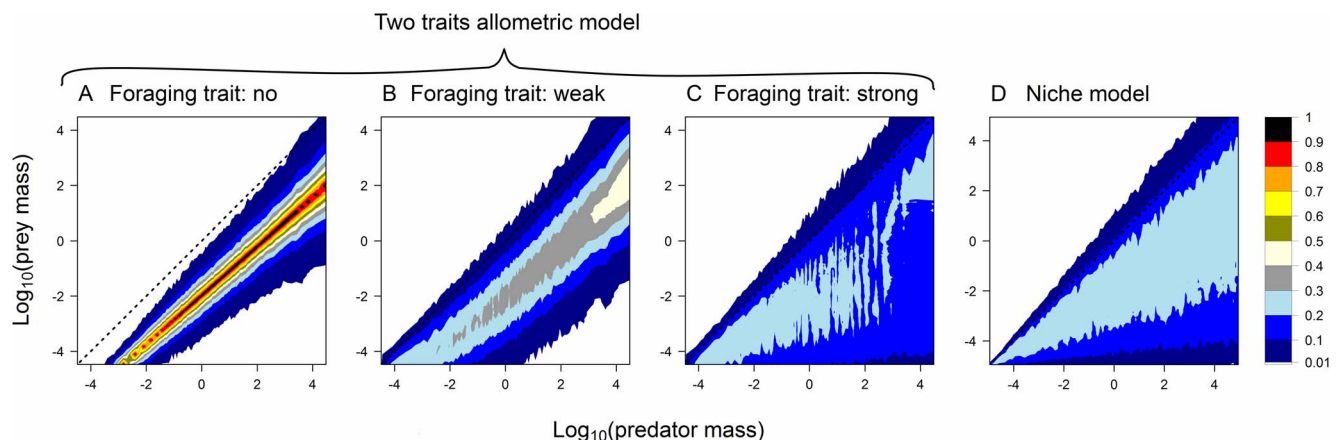 Two traits allometric model
A Foraging trait: no
B Foraging trait: weak
C Foraging trait: strong
D Niche model
Log10(prey mass)
4
2
0
-2
-4
-4 -2 0 2 4
4
2
0
-2
-4
-4 -2 0 2 4
4
2
0
-2
-4
-4 -2 0 2 4
4
2
0
-2
-4
-4 -2 0 2 4
1
0.9
0.8
0.7
0.6
0.5
0.4
0.3
0.2
0.1
0.01
Log10(predator mass)